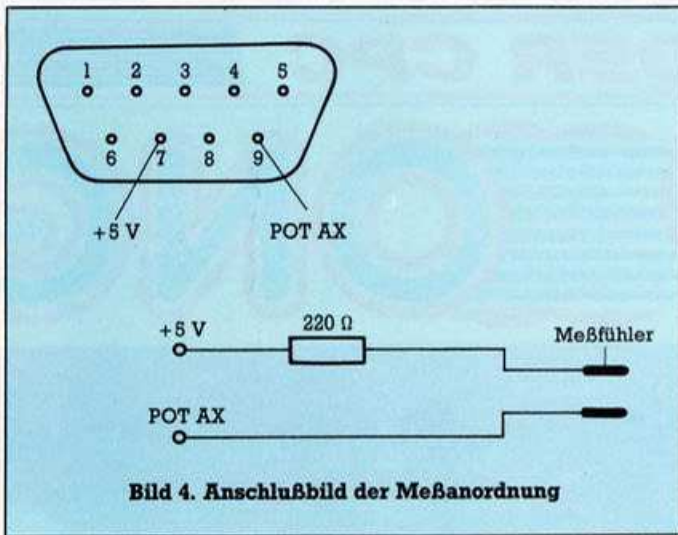 1 2 3 4 5
6 7 8 9
+5 V POT AX
+5 V 220 Ω Meßfühler
POT AX
Bild 4. Anschlußbild der Meßanordnung